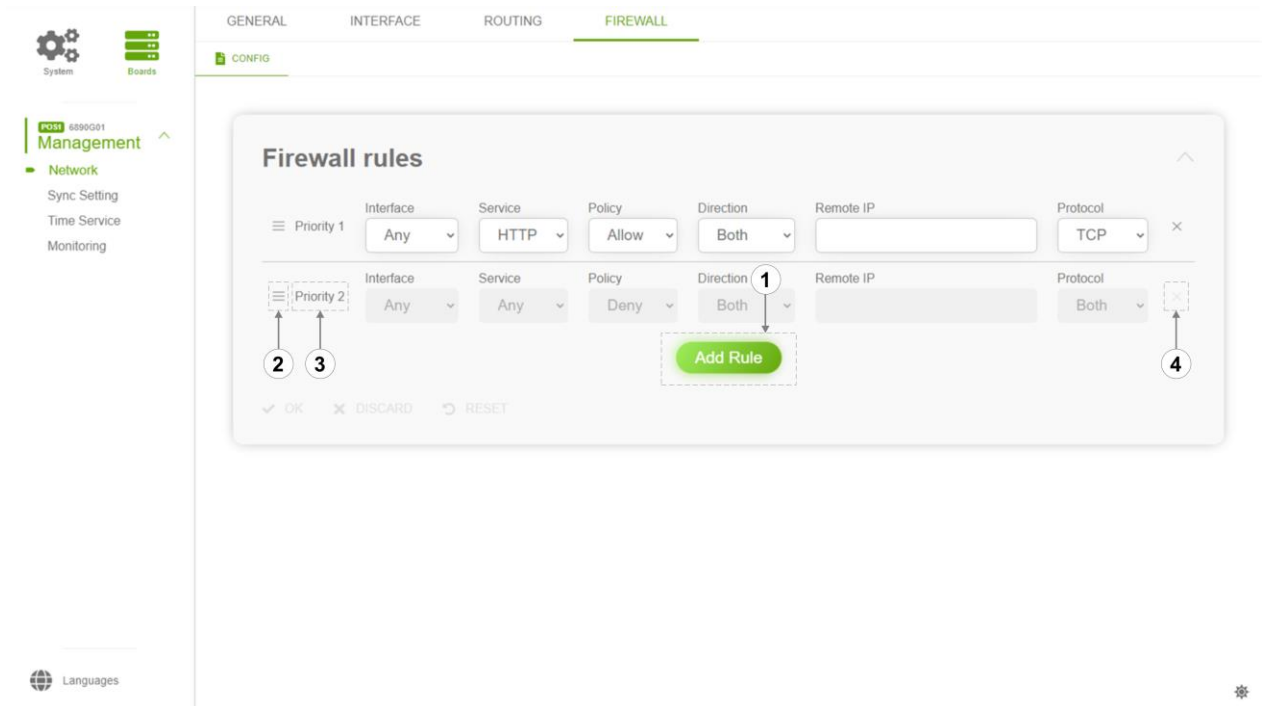 GENERAL INTERFACE ROUTING FIREWALL
System Boards
CONFIG
POS1 6890G01
Management
Network
Sync Setting
Time Service
Monitoring
Firewall rules
Interface Service Policy Direction Remote IP Protocol
Priority 1 Any HTTP Allow Both TCP
Interface Service Policy Direction 1 Remote IP Protocol
Priority 2 Any Any Deny Both Both
Add Rule
2 3 4
OK DISCARD RESET
Languages